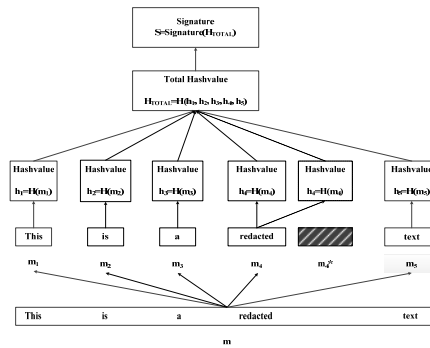 Signature
S=Signature(H_TOTAL)
Total Hashvalue
H_TOTAL=H(h₁, h₂, h₃, h₄, h₅)
Hashvalue Hashvalue Hashvalue Hashvalue Hashvalue Hashvalue
h₁=H(m₁) h₂=H(m₂) h₃=H(m₃) h₄=H(m₄) h₄=H(m₄) h₅=H(m₅)
This is a redacted text
m₁ m₂ m₃ m₄ m₄* m₅
This is a redacted text
m